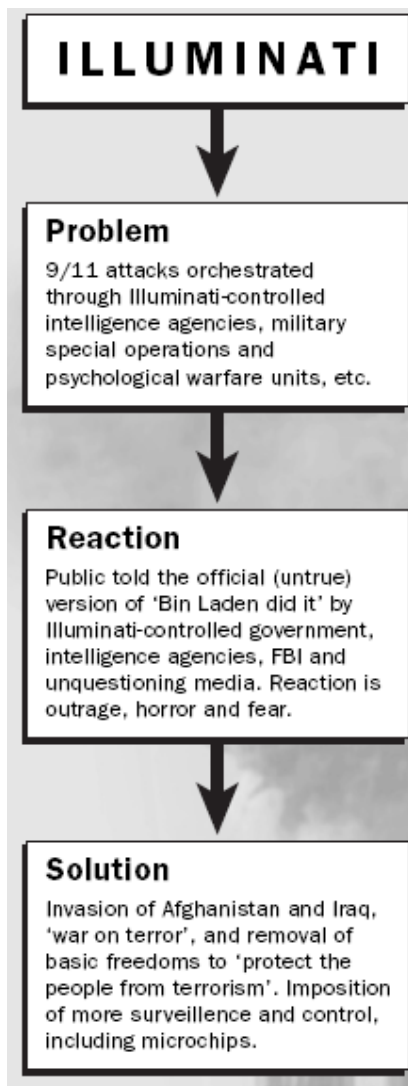 ILLUMINATI
Problem
9/11 attacks orchestrated
through Illuminati-controlled
intelligence agencies, military
special operations and
psychological warfare units, etc.
Reaction
Public told the official (untrue)
version of ‘Bin Laden did it’ by
Illuminati-controlled government,
intelligence agencies, FBI and
unquestioning media. Reaction is
outrage, horror and fear.
Solution
Invasion of Afghanistan and Iraq,
‘war on terror’, and removal of
basic freedoms to ‘protect the
people from terrorism’. Imposition
of more surveillence and control,
including microchips.